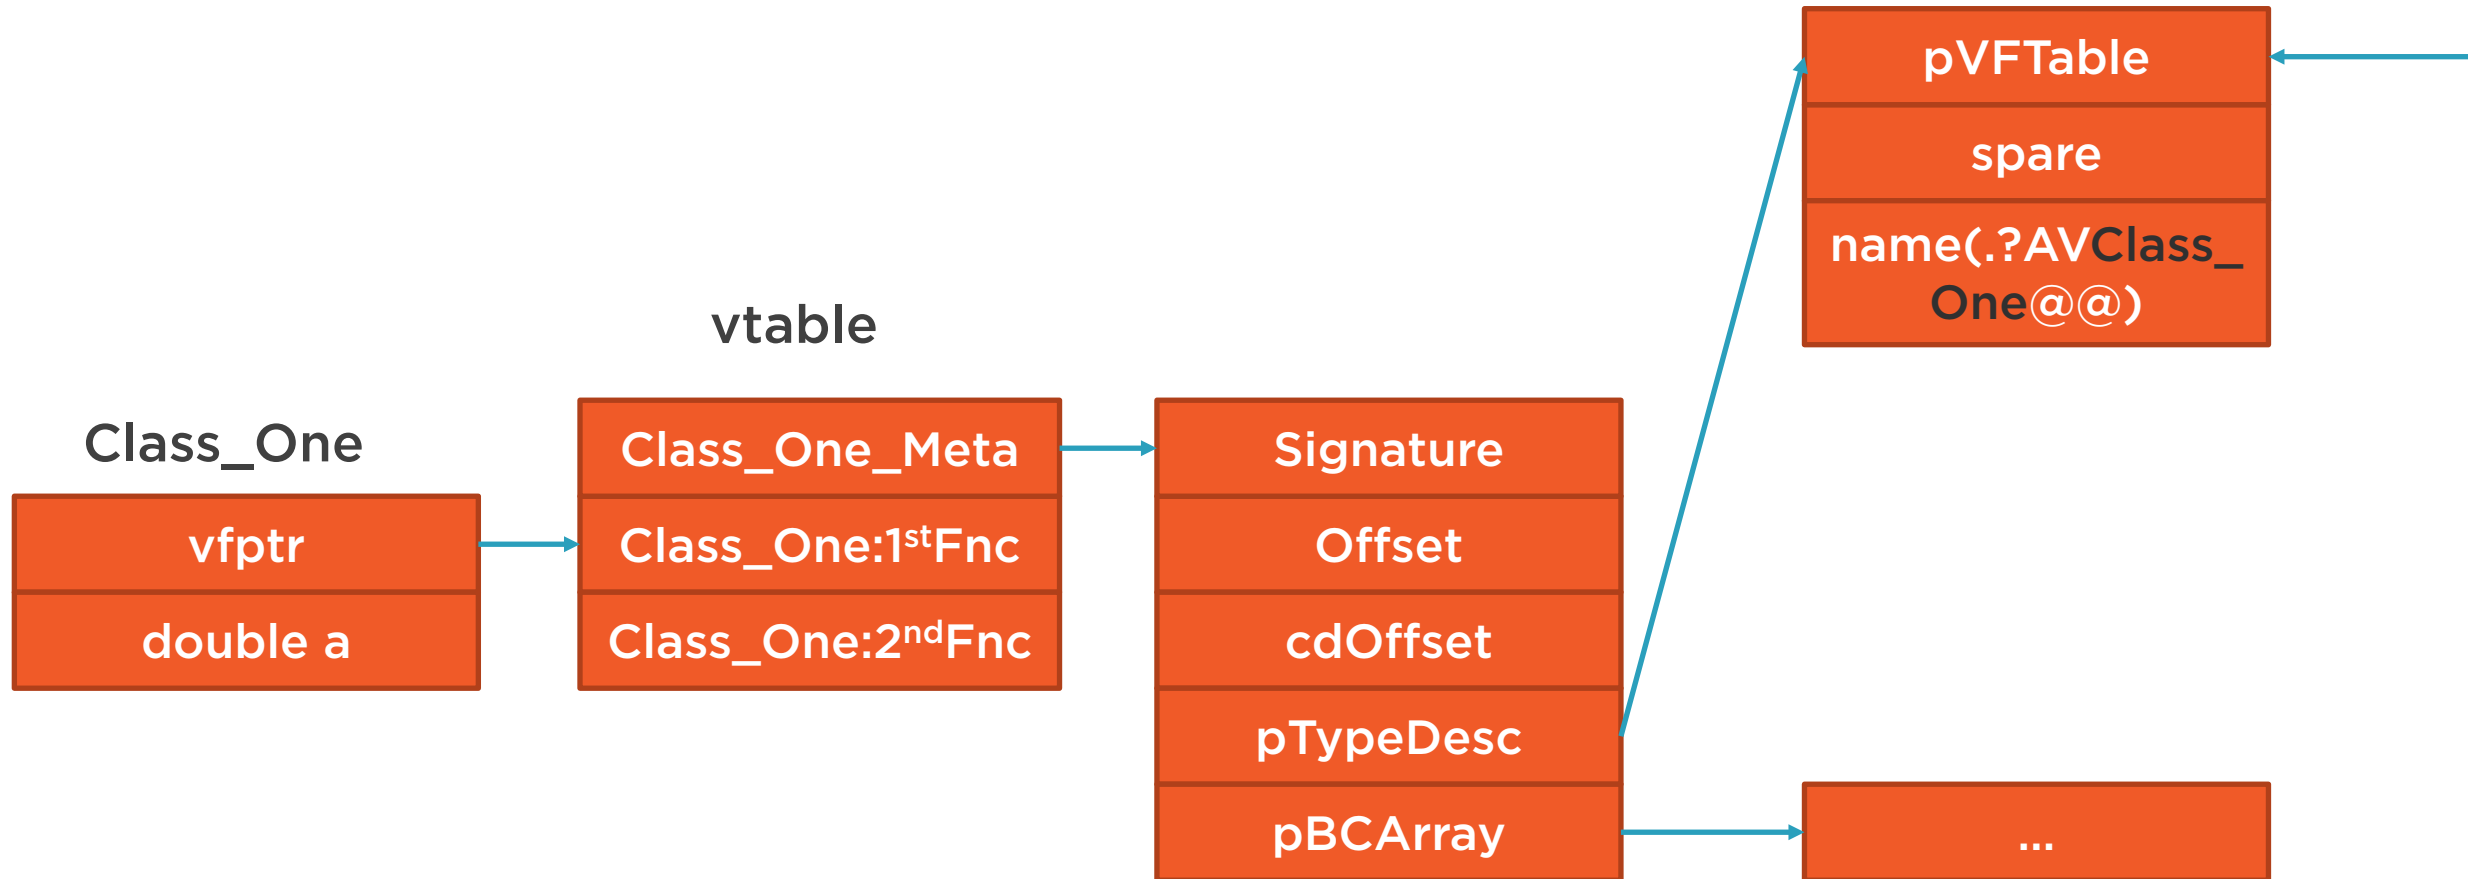 pVFTable
spare
name(.?AVClass_
One@@)
vtable
Class_One
vfptr
double a
Class_One_Meta
Class_One:1stFnc
Class_One:2ndFnc
Signature
Offset
cdOffset
pTypeDesc
pBCArray
...